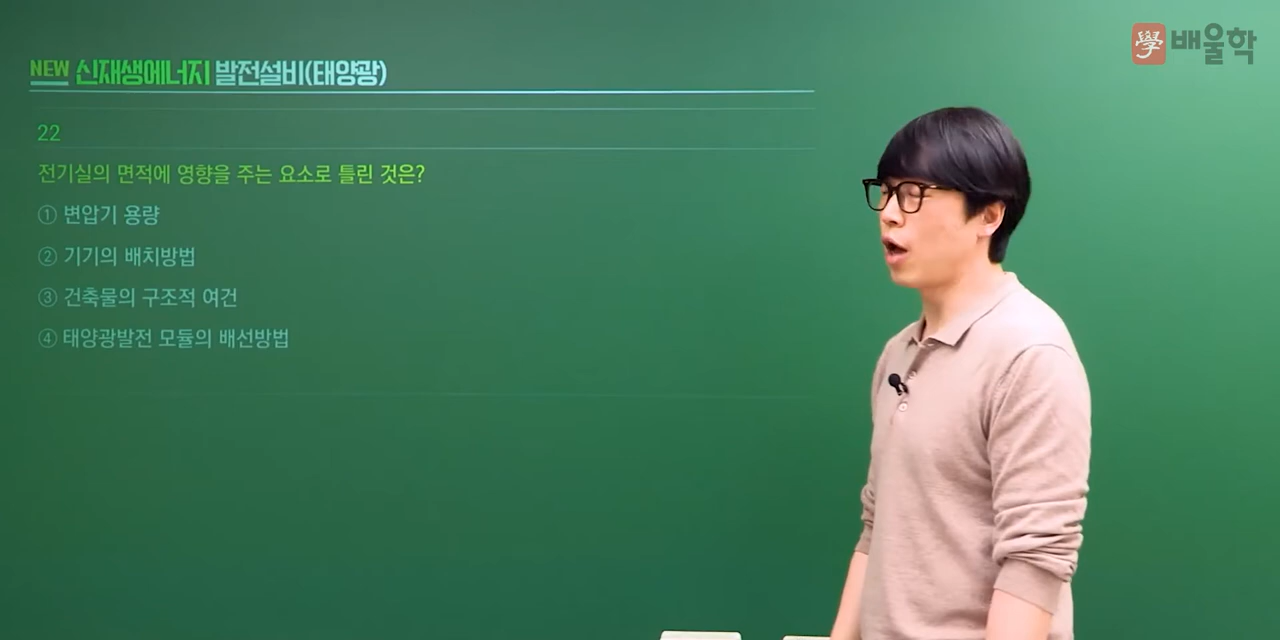 學 배울학
NEW 신재생에너지 발전설비(태양광)
22
전기실의 면적에 영향을 주는 요소로 틀린 것은?
① 변압기 용량
② 기기의 배치방법
③ 건축물의 구조적 여건
④ 태양광발전 모듈의 배선방법